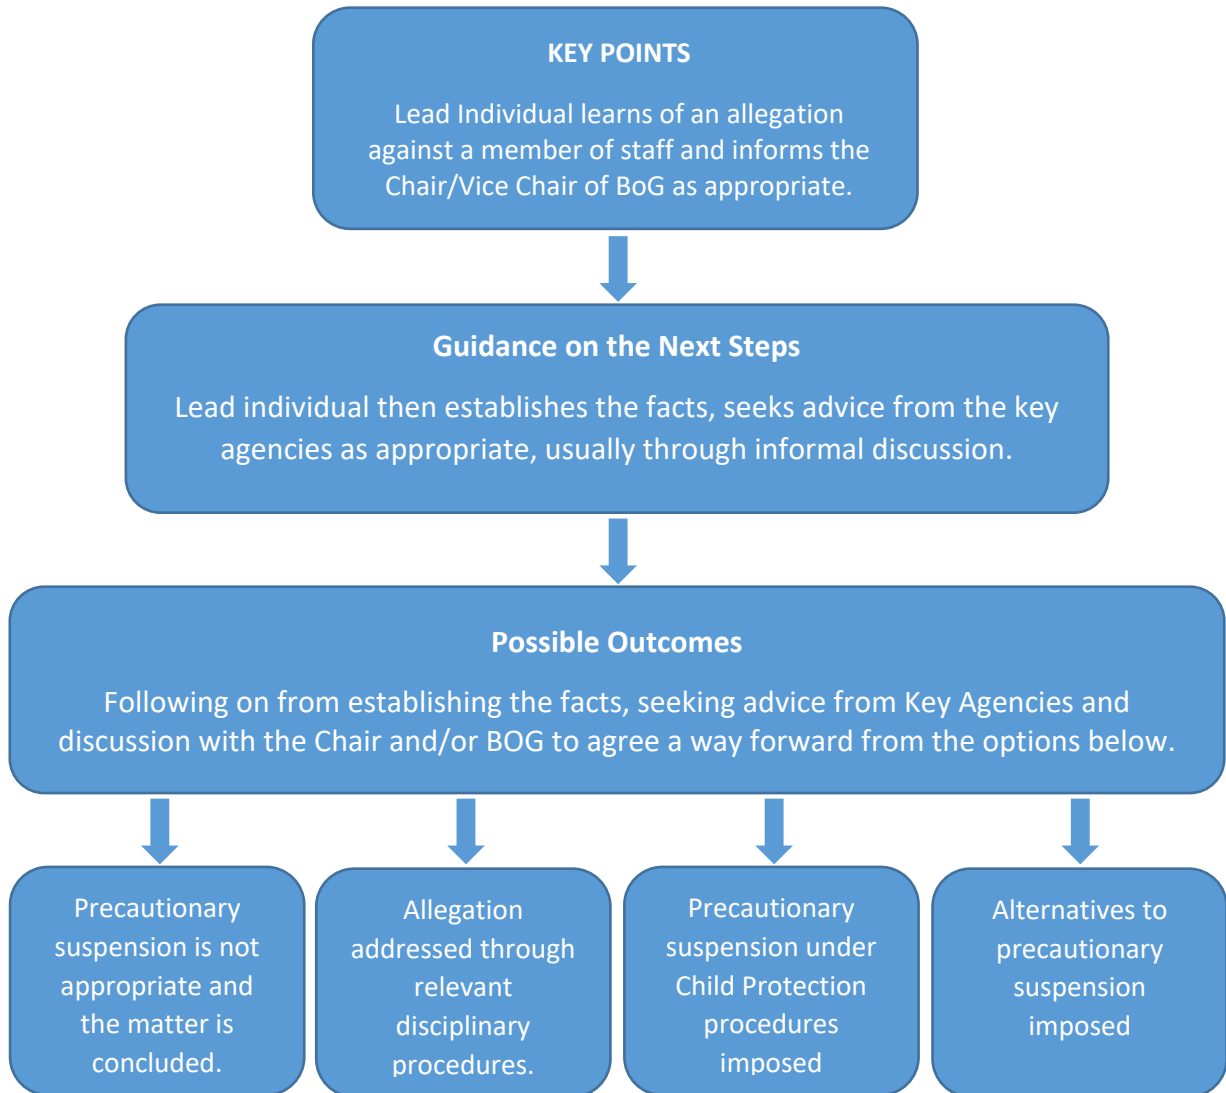 KEY POINTS
Lead Individual learns of an allegation
against a member of staff and informs the
Chair/Vice Chair of BoG as appropriate.
Guidance on the Next Steps
Lead individual then establishes the facts, seeks advice from the key
agencies as appropriate, usually through informal discussion.
Possible Outcomes
Following on from establishing the facts, seeking advice from Key Agencies and
discussion with the Chair and/or BOG to agree a way forward from the options below.
Precautionary
suspension is not
appropriate and
the matter is
concluded.
Allegation
addressed through
relevant
disciplinary
procedures.
Precautionary
suspension under
Child Protection
procedures
imposed
Alternatives to
precautionary
suspension
imposed